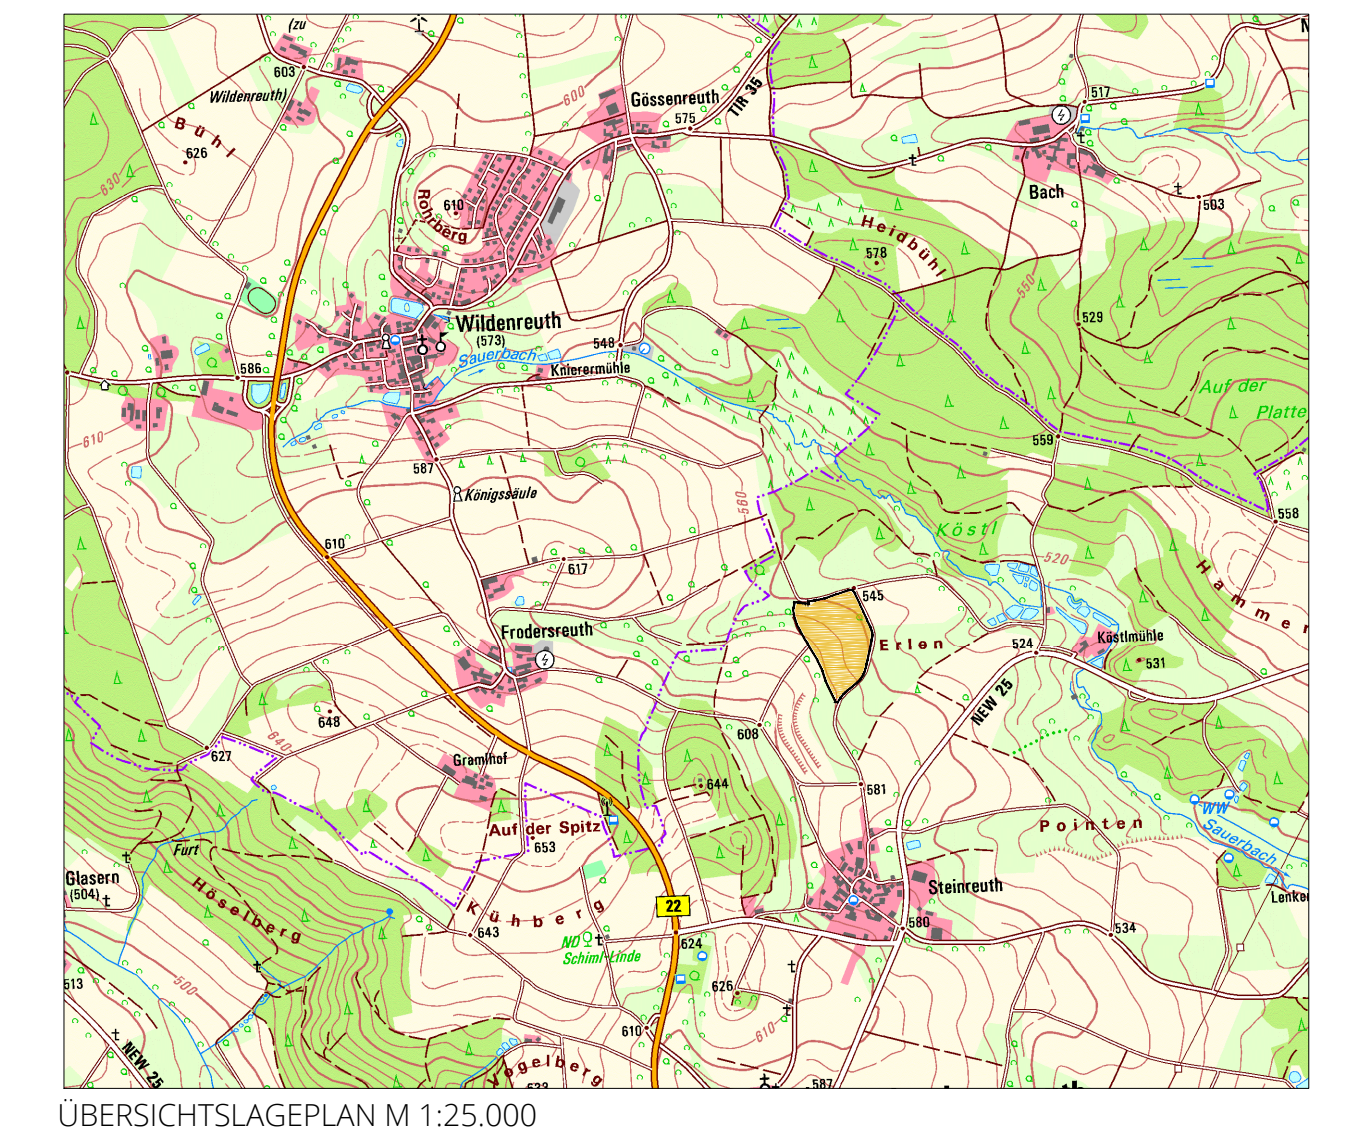 (zu
603
Wildenreuth)
Bühl
626
630
600
Gössenreuth
575
TIR 35
517
Bach
503
Rohrberg
610
Heidbühl
578
550
529
Wildenreuth
(573)
Sauerbach
548
Knierermühle
586
610
587
Königssäule
Auf der
Platte
559
558
560
Köstl
520
Hammer
610
617
545
Erlen
Frodersreuth
524
Köstlmühle
531
NEW 25
648
640
627
608
644
Gramlhof
581
Auf der Spitz
653
Pointen
WW
Sauerbach
Furt
Glasern
(504)
Höselberg
Kühberg
22
Steinreuth
Lenke
643
624
580
534
ND
Schiml-Linde
513
500
626
610
610
NEW 25
Vogelberg
587
ÜBERSICHTSLAGEPLAN M 1:25.000